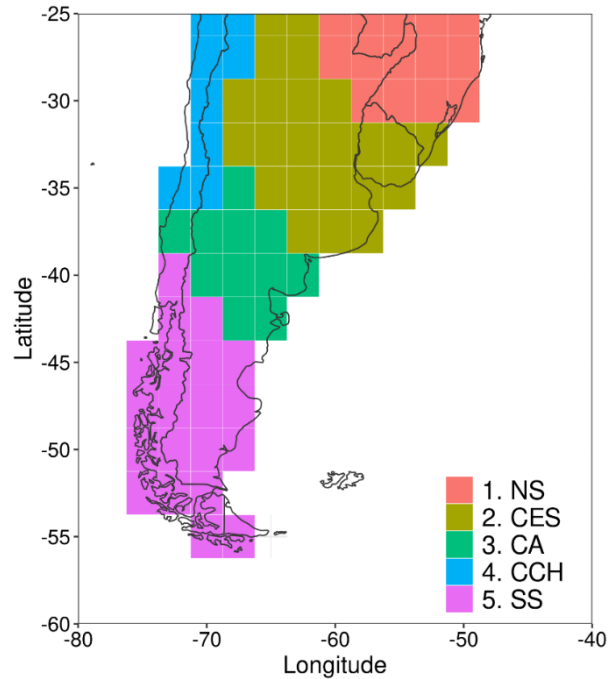 -25
-30
-35
-40
-45
-50
-55
-60
Latitude
1. NS
2. CES
3. CA
4. CCH
5. SS
-80 -70 -60 -50 -40
Longitude